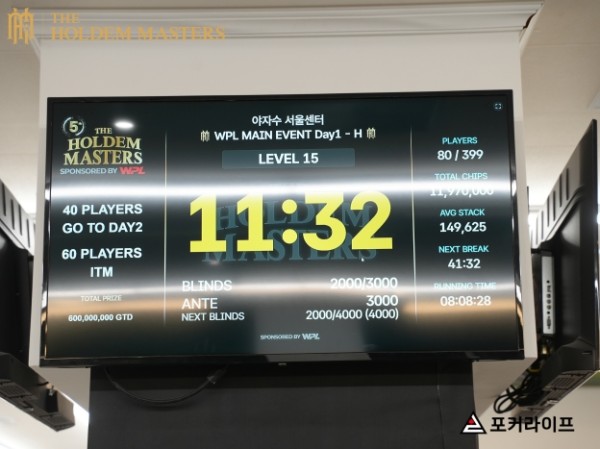 THE
HOLDEM MASTERS
5
THE
HOLDEM
MASTERS
SPONSORED BY WPL
40 PLAYERS
GO TO DAY2
60 PLAYERS
ITM
TOTAL PRIZE
600,000,000 GTD
야자수 서울센터
WPL MAIN EVENT Day1 - H
LEVEL 15
HOLDEM
MASTERS
11:32
BLINDS 2000/3000
ANTE 3000
NEXT BLINDS 2000/4000 (4000)
SPONSORED BY WPL
PLAYERS
80 / 399
TOTAL CHIPS
11,970,000
AVG STACK
149,625
NEXT BREAK
41:32
RUNNING TIME
08:08:28
포커라이프